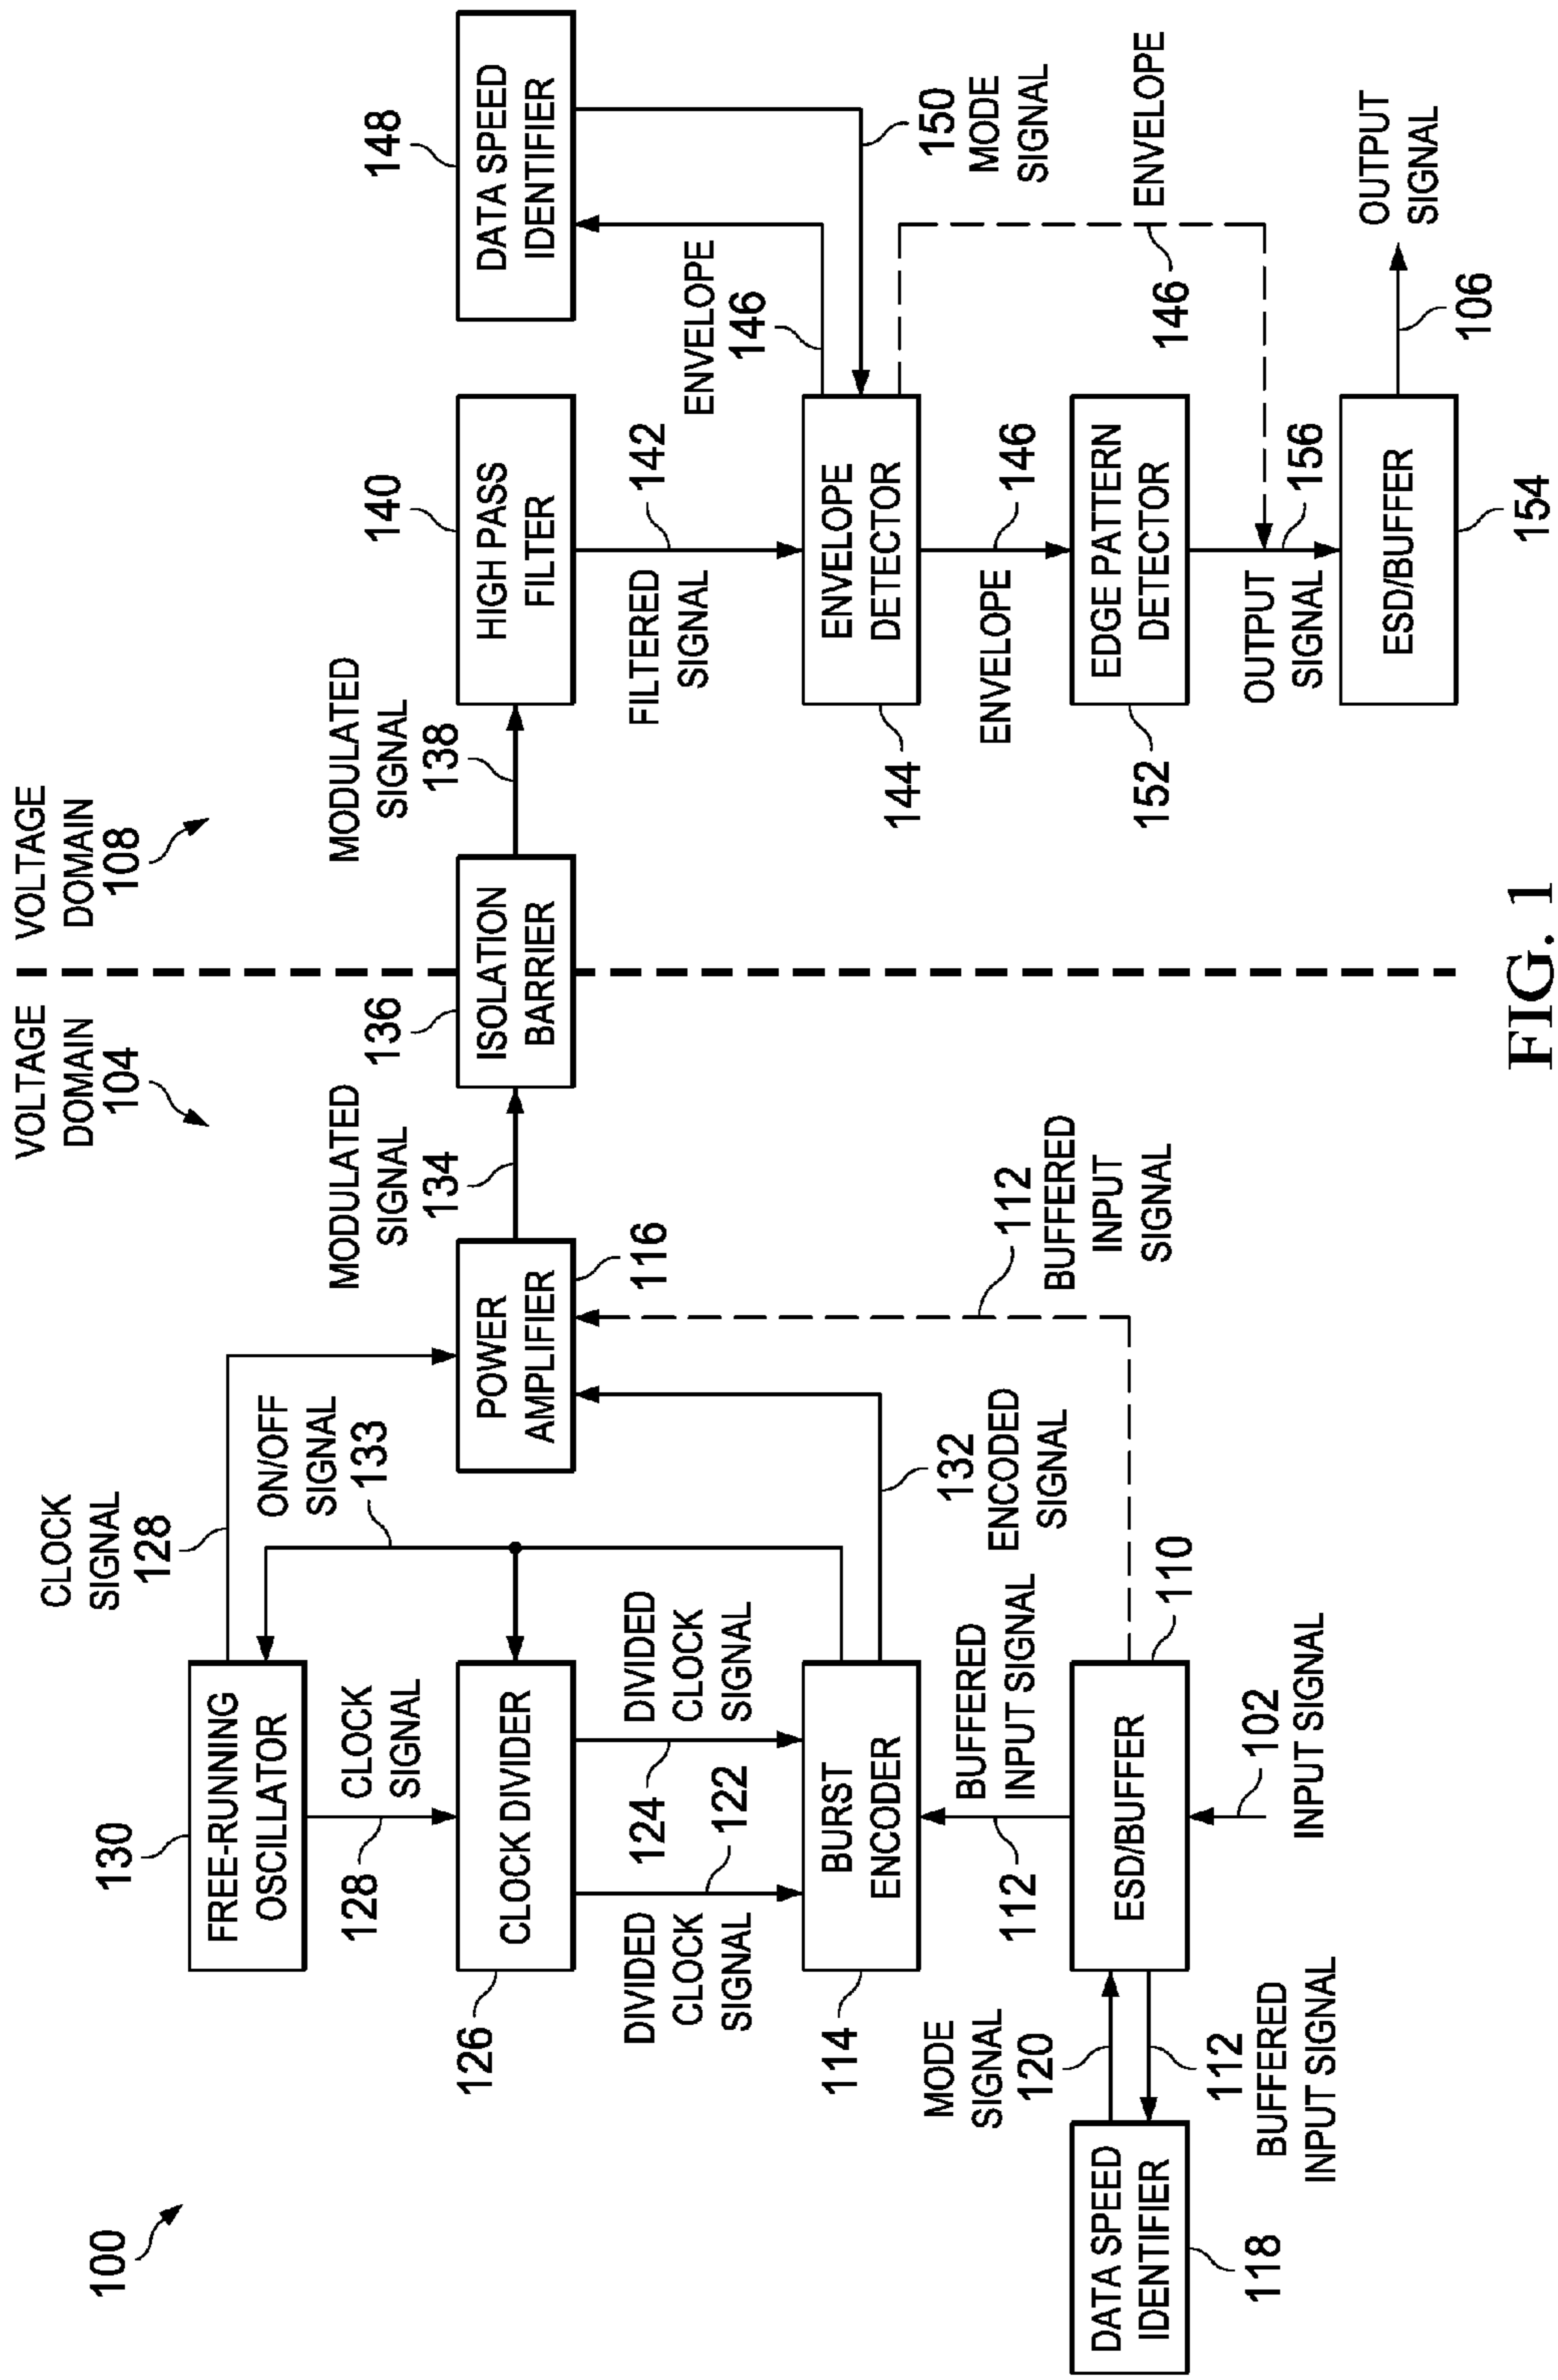 100
VOLTAGE
DOMAIN
104
VOLTAGE
DOMAIN
108
CLOCK
SIGNAL
128
130
FREE-RUNNING
OSCILLATOR
ON/OFF
SIGNAL
133
CLOCK
SIGNAL
128
MODULATED
SIGNAL
134
136
ISOLATION
BARRIER
MODULATED
SIGNAL
138
140
HIGH PASS
FILTER
148
DATA SPEED
IDENTIFIER
126
CLOCK DIVIDER
POWER
AMPLIFIER
116
DIVIDED
CLOCK
SIGNAL
122
124
DIVIDED
CLOCK
SIGNAL
FILTERED
SIGNAL
142
ENVELOPE
146
114
BURST
ENCODER
132
ENCODED
SIGNAL
144
ENVELOPE
DETECTOR
150
MODE
SIGNAL
MODE
SIGNAL
120
112
BUFFERED
INPUT SIGNAL
112
BUFFERED
INPUT
SIGNAL
ENVELOPE
146
DATA SPEED
IDENTIFIER
118
112
BUFFERED
INPUT SIGNAL
ESD/BUFFER
110
152
EDGE PATTERN
DETECTOR
146
ENVELOPE
102
INPUT SIGNAL
OUTPUT
SIGNAL
156
ESD/BUFFER
154
OUTPUT
SIGNAL
106
FIG. 1